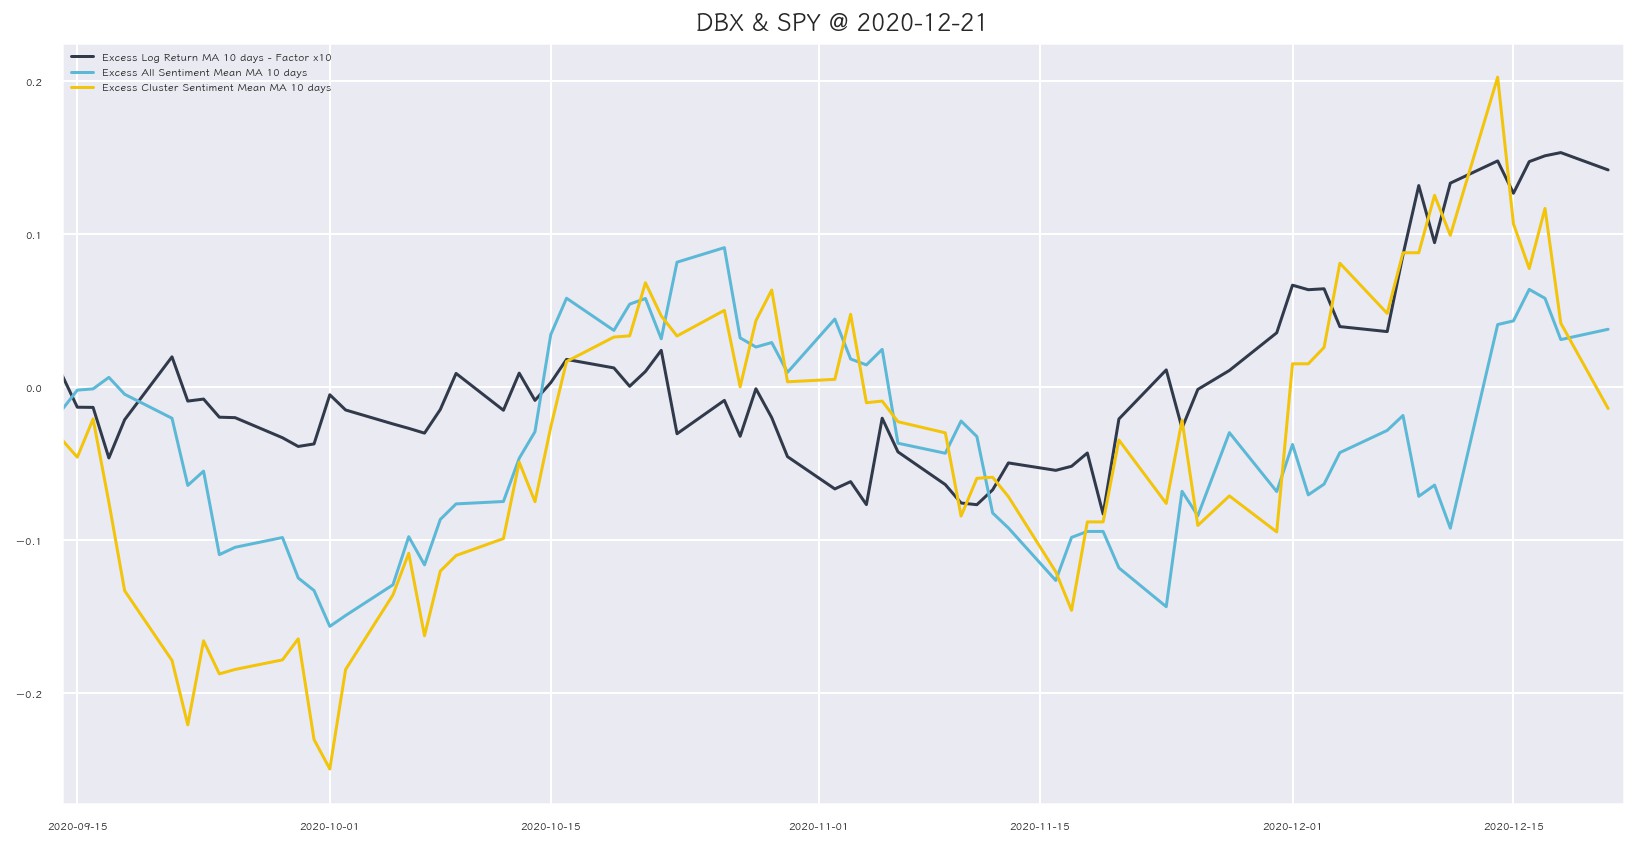 DBX & SPY @ 2020-12-21
Excess Log Return MA 10 days - Factor x10
Excess All Sentiment Mean MA 10 days
Excess Cluster Sentiment Mean MA 10 days
0.2
0.1
0.0
−0.1
−0.2
2020-09-15 2020-10-01 2020-10-15 2020-11-01 2020-11-15 2020-12-01 2020-12-15